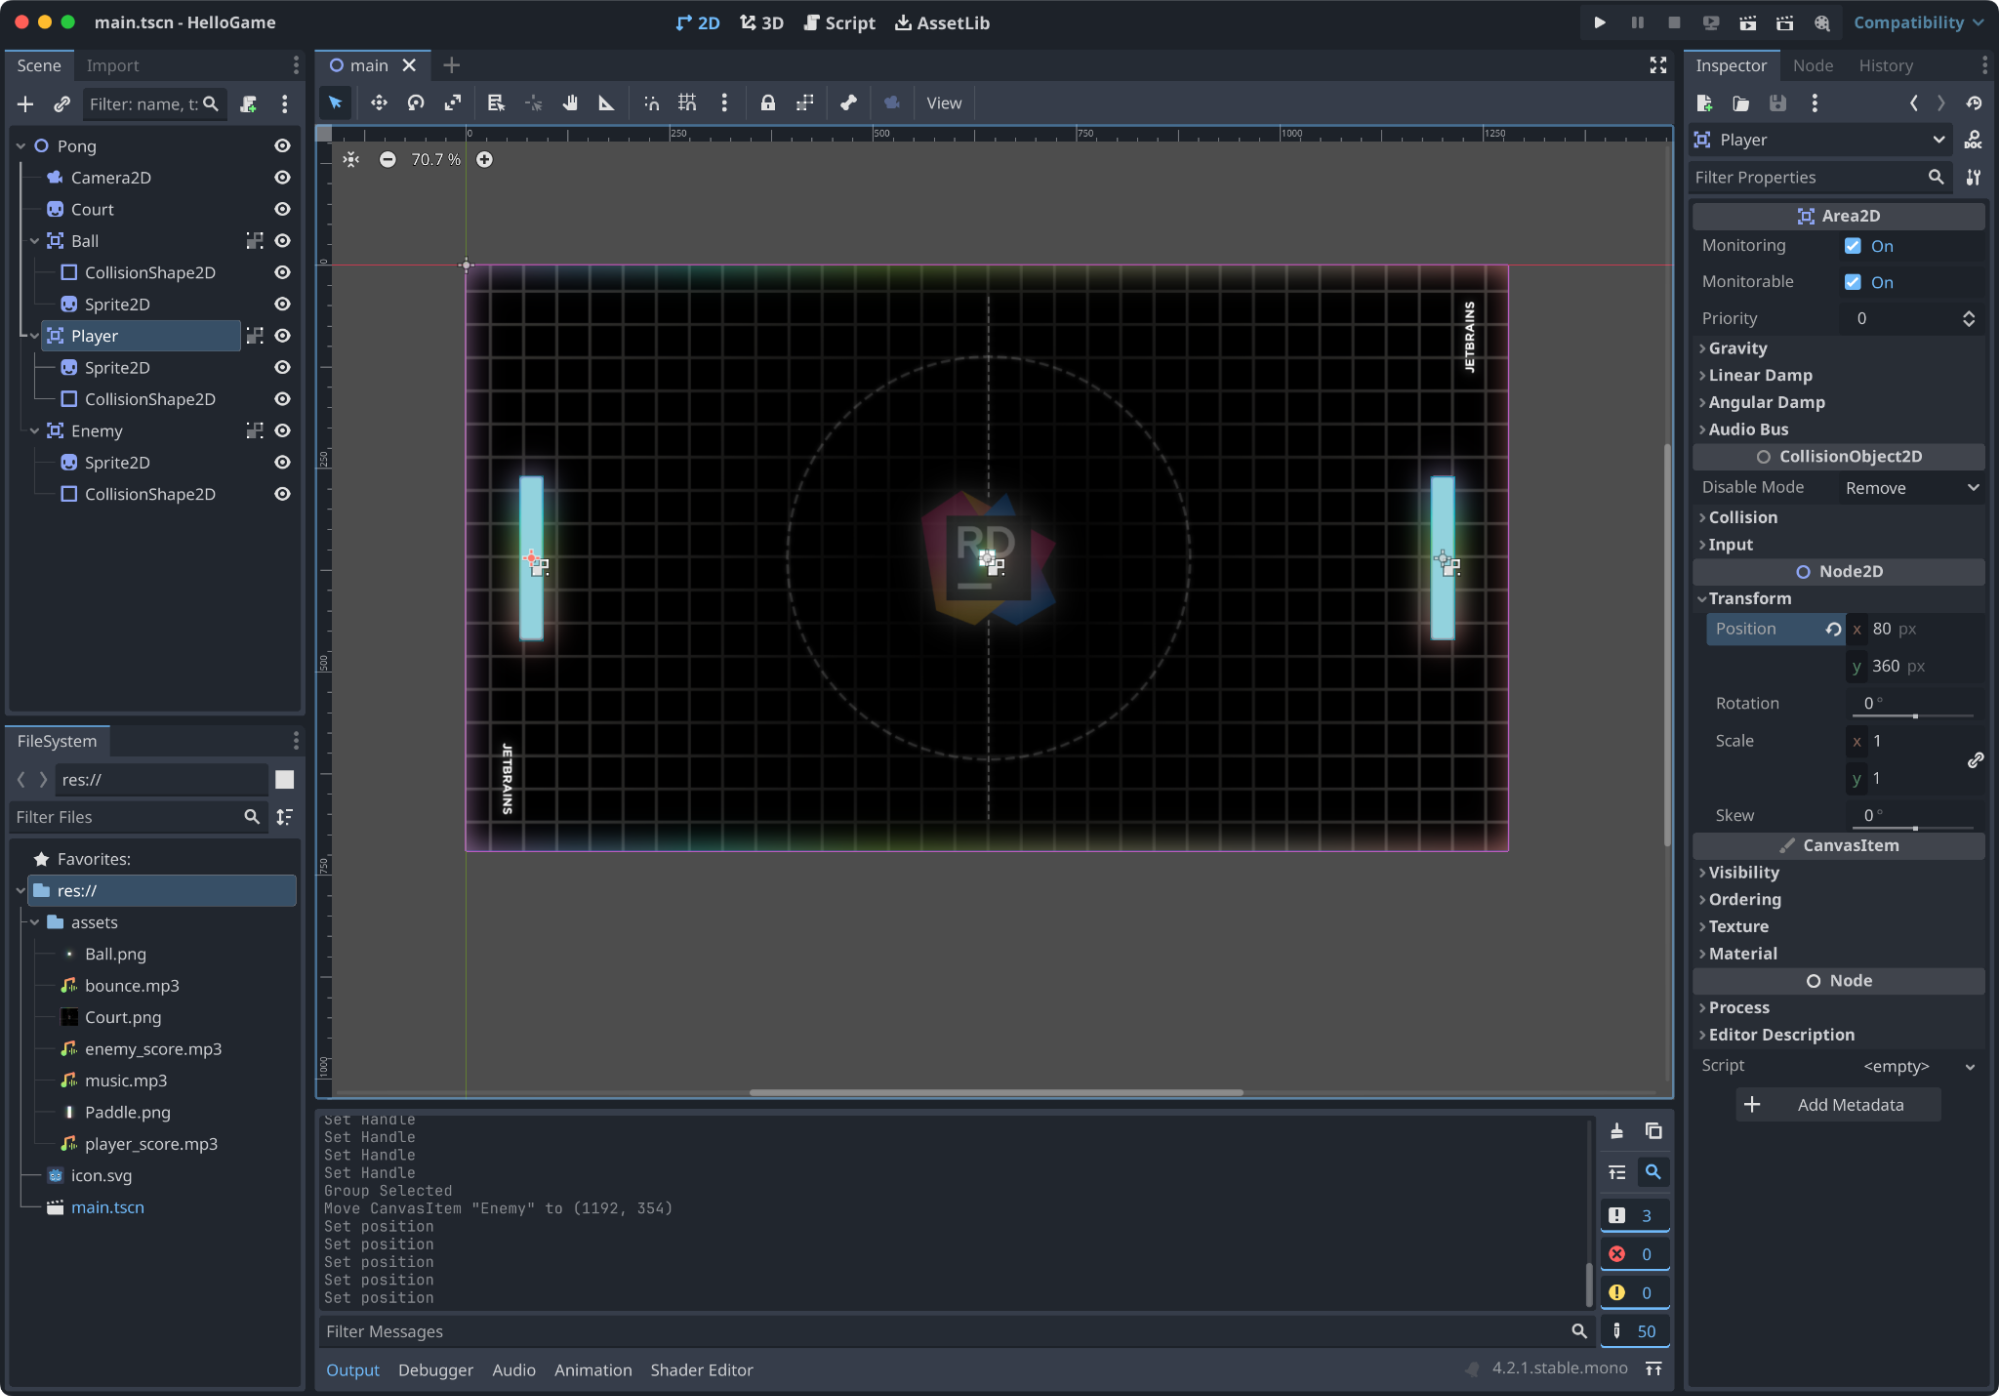 main.tscn - HelloGame
2D
3D
Script
AssetLib
Compatibility
Scene
Import
Filter: name, t:
Pong
Camera2D
Court
Ball
CollisionShape2D
Sprite2D
Player
Sprite2D
CollisionShape2D
Enemy
Sprite2D
CollisionShape2D
FileSystem
res://
Filter Files
Favorites:
res://
assets
Ball.png
bounce.mp3
Court.png
enemy_score.mp3
music.mp3
Paddle.png
player_score.mp3
icon.svg
main.tscn
main
View
0
250
500
750
1000
1250
0
250
500
750
1000
70.7 %
JETBRAINS
RD
JETBRAINS
Set Handle
Set Handle
Set Handle
Set Handle
Group Selected
Move CanvasItem "Enemy" to (1192, 354)
Set position
Set position
Set position
Set position
Set position
3
0
0
50
Filter Messages
Output
Debugger
Audio
Animation
Shader Editor
4.2.1.stable.mono
Inspector
Node
History
Player
DOC
Filter Properties
Area2D
Monitoring On
Monitorable On
Priority 0
Gravity
Linear Damp
Angular Damp
Audio Bus
CollisionObject2D
Disable Mode Remove
Collision
Input
Node2D
Transform
Position x 80 px
y 360 px
Rotation 0 °
Scale x 1
y 1
Skew 0 °
CanvasItem
Visibility
Ordering
Texture
Material
Node
Process
Editor Description
Script <empty>
Add Metadata